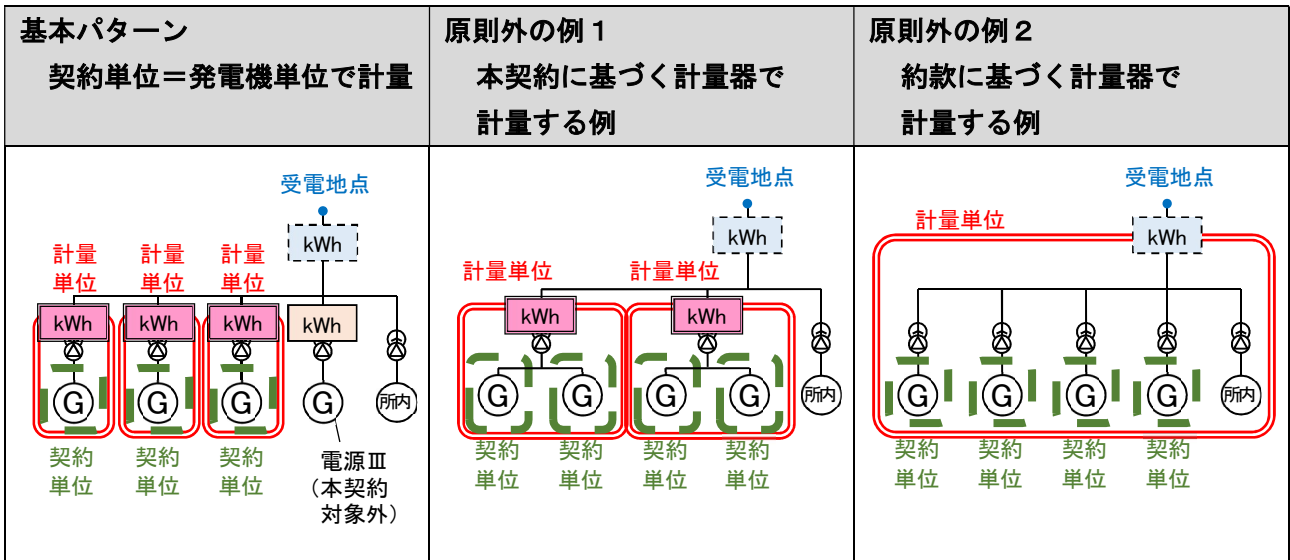 基本パターン
契約単位＝発電機単位で計量
原則外の例１
本契約に基づく計量器で
計量する例
原則外の例２
約款に基づく計量器で
計量する例
受電地点
kWh
計量
単位
計量
単位
計量
単位
kWh
kWh
kWh
kWh
G
G
G
G
所内
契約
単位
契約
単位
契約
単位
電源Ⅲ
（本契約
対象外）
受電地点
kWh
計量単位
計量単位
kWh
kWh
G
G
G
G
所内
契約
単位
契約
単位
契約
単位
契約
単位
受電地点
計量単位
kWh
G
G
G
G
所内
契約
単位
契約
単位
契約
単位
契約
単位